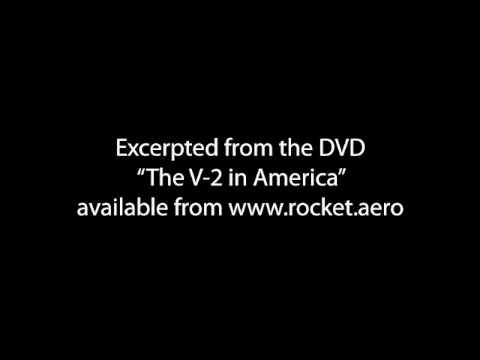 Excerpted from the DVD
“The V-2 in America”
available from www.rocket.aero